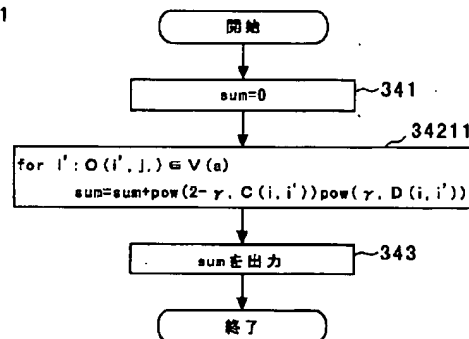 1
開始
sum=0
341
34211
for i':O(i',j,)∈V(a)
sum=sum+pow(2-γ,C(i,i'))pow(γ,D(i,i'))
sumを出力
343
終了